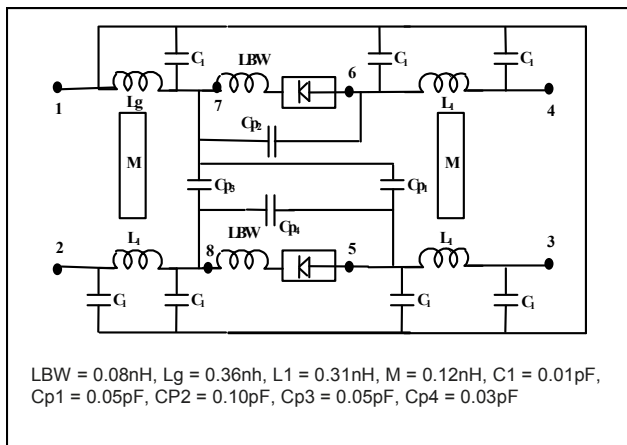 C1 LBW C1 C1
6
1 Lg 7 L1 4
Cp2
M M
Cp3 Cp1
Cp4
2 L1 8 LBW 5 L1 3
C1 C1 C1 C1
LBW = 0.08nH, Lg = 0.36nh, L1 = 0.31nH, M = 0.12nH, C1 = 0.01pF,
Cp1 = 0.05pF, CP2 = 0.10pF, Cp3 = 0.05pF, Cp4 = 0.03pF